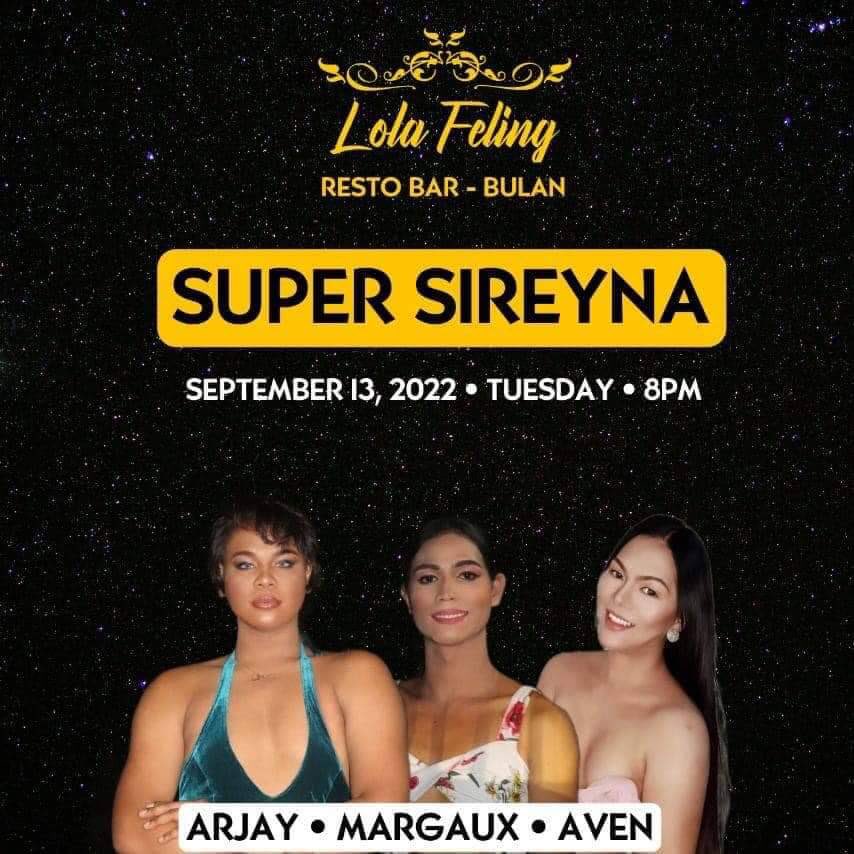 Lola Feling
RESTO BAR - BULAN
SUPER SIREYNA
SEPTEMBER 13, 2022 • TUESDAY • 8PM
ARJAY • MARGAUX • AVEN